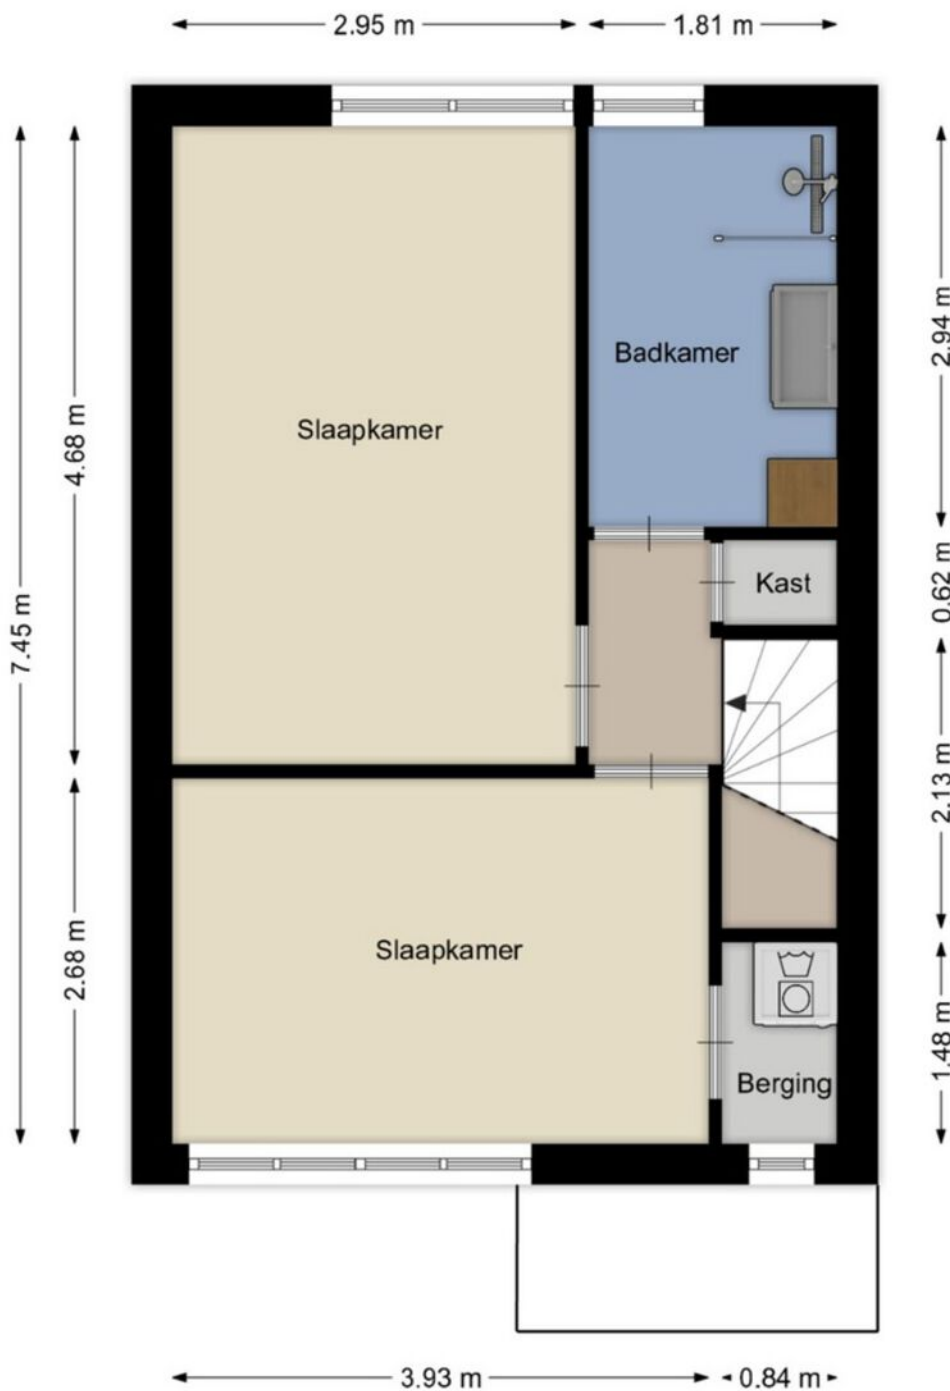 2.95 m
1.81 m
7.45 m
4.68 m
2.68 m
2.94 m
0.62 m
2.13 m
1.48 m
Badkamer
Slaapkamer
Kast
Slaapkamer
Berging
3.93 m
0.84 m